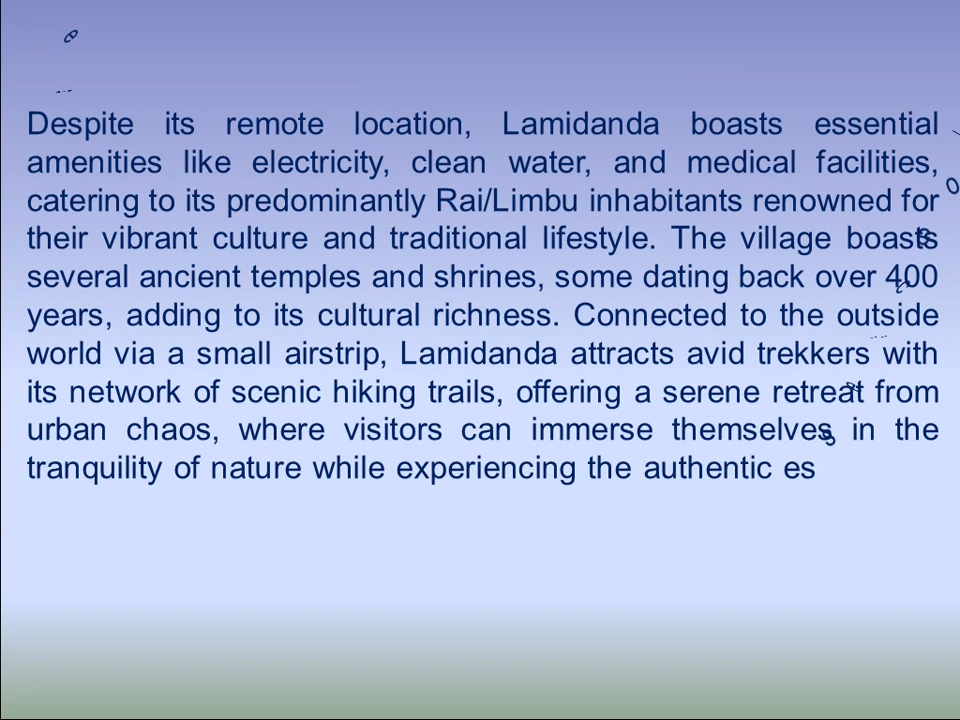 Despite its remote location, Lamidanda boasts essential
amenities like electricity, clean water, and medical facilities,
catering to its predominantly Rai/Limbu inhabitants renowned for
their vibrant culture and traditional lifestyle. The village boasts
several ancient temples and shrines, some dating back over 400
years, adding to its cultural richness. Connected to the outside
world via a small airstrip, Lamidanda attracts avid trekkers with
its network of scenic hiking trails, offering a serene retreat from
urban chaos, where visitors can immerse themselves in the
tranquility of nature while experiencing the authentic es